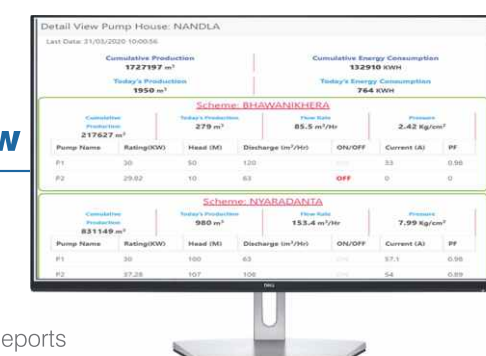 Detail View Pump House: NANDLA
Last Data: 31/03/2020 10:00:56
Cumulative Production Cumulative Energy Consumption
1727197 m³ 132910 KWH
Today's Production Today's Energy Consumption
1950 m³ 764 KWH
Scheme: BHAWANIKHERA
Cumulative Today's Production Flow Rate Pressure
Production 279 m³ 85.5 m³/Hr 2.42 Kg/cm²
217627 m³
Pump Name Rating(KW) Head (M) Discharge (m³/Hr) ON/OFF Current (A) PF
P1 30 50 120 33 0.98
P2 29.82 10 63 OFF 0 0
Scheme: NYARADANTA
Cumulative Today's Production Flow Rate Pressure
Production 980 m³ 153.4 m³/Hr 7.99 Kg/cm²
831149 m³
Pump Name Rating(KW) Head (M) Discharge (m³/Hr) ON/OFF Current (A) PF
P1 30 100 63 57.1 0.98
P2 37.28 107 108 54 0.89
DELL
w
eports